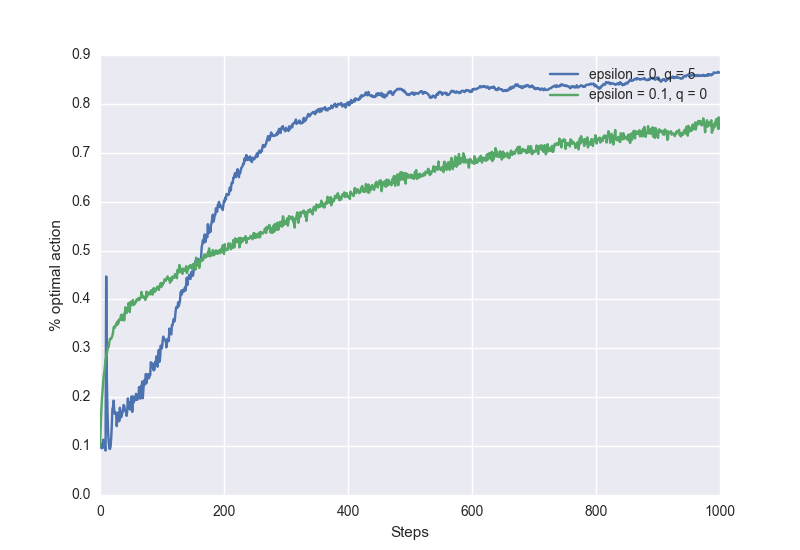 0.9
0.8
0.7
0.6
0.5
0.4
0.3
0.2
0.1
0.0
% optimal action
epsilon = 0, q = 5
epsilon = 0.1, q = 0
0 200 400 600 800 1000
Steps